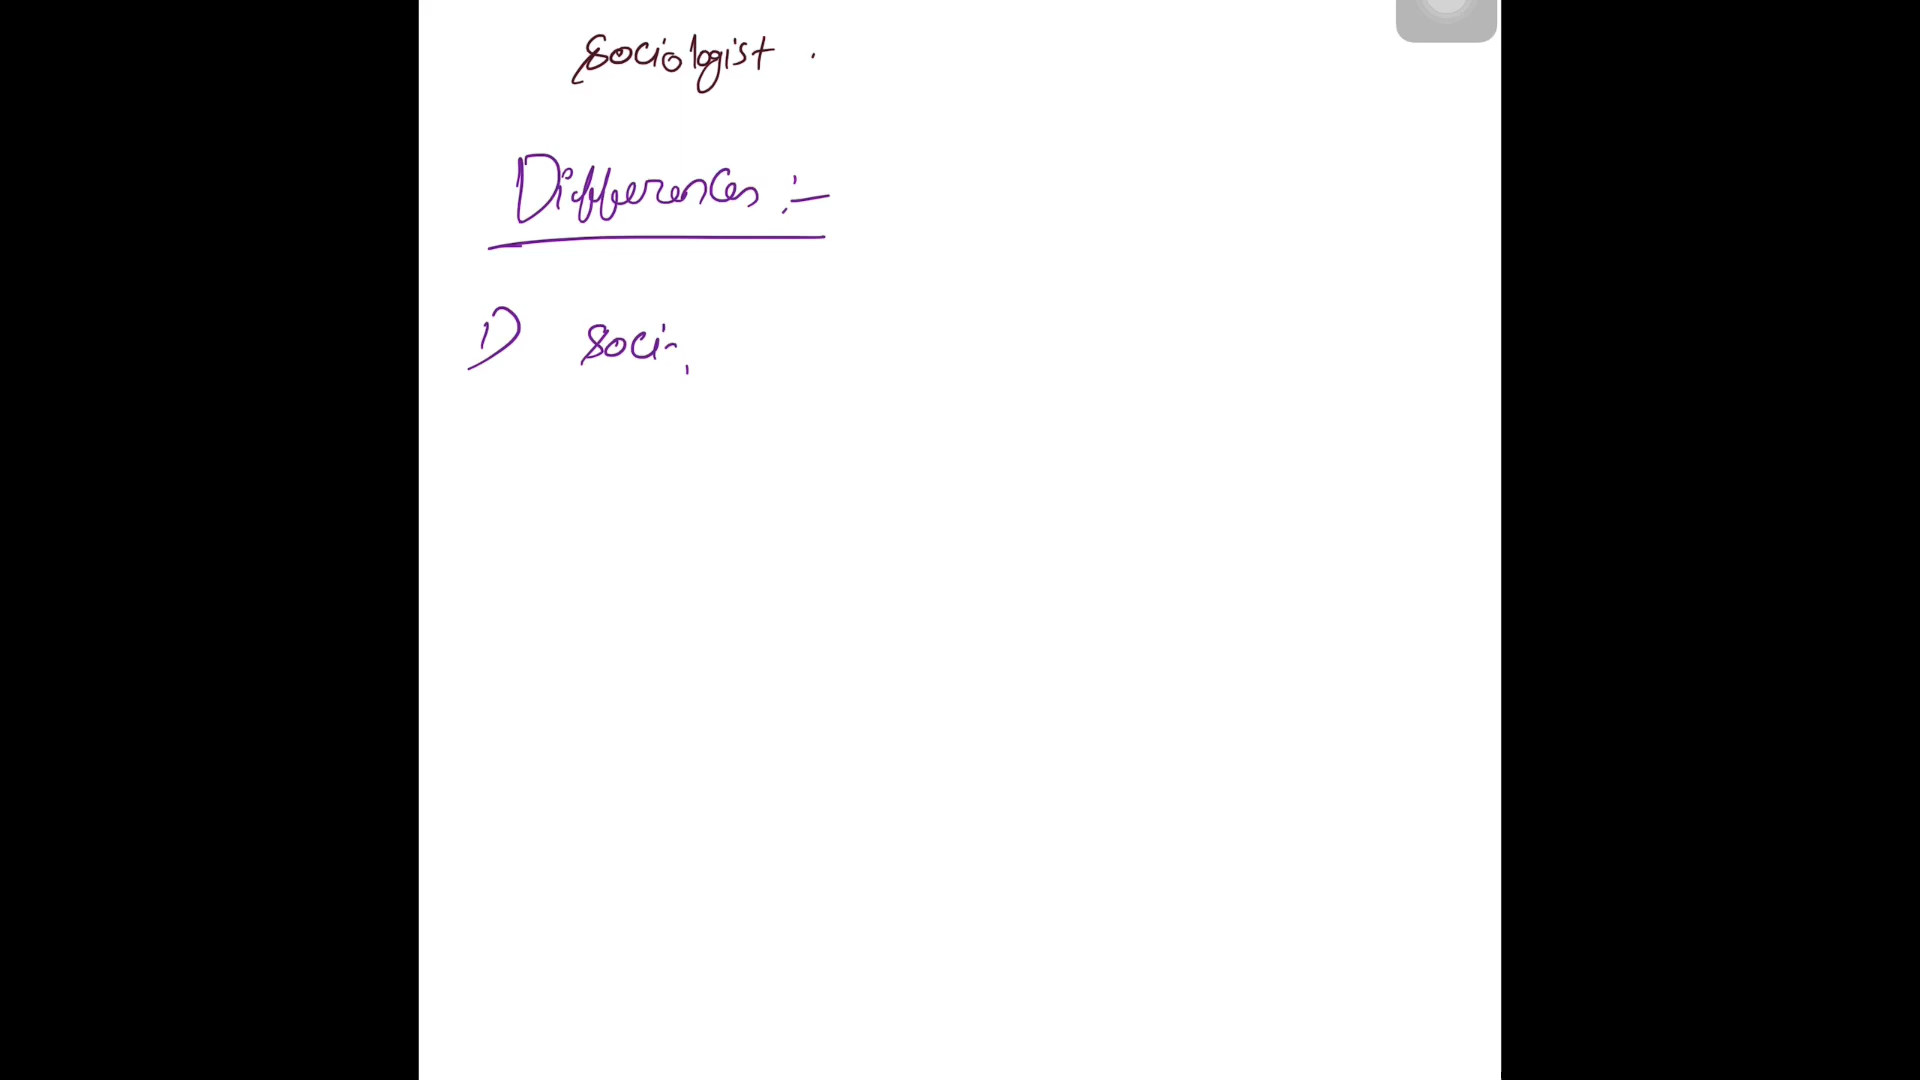 sociologist .
Differences :-
1) soci